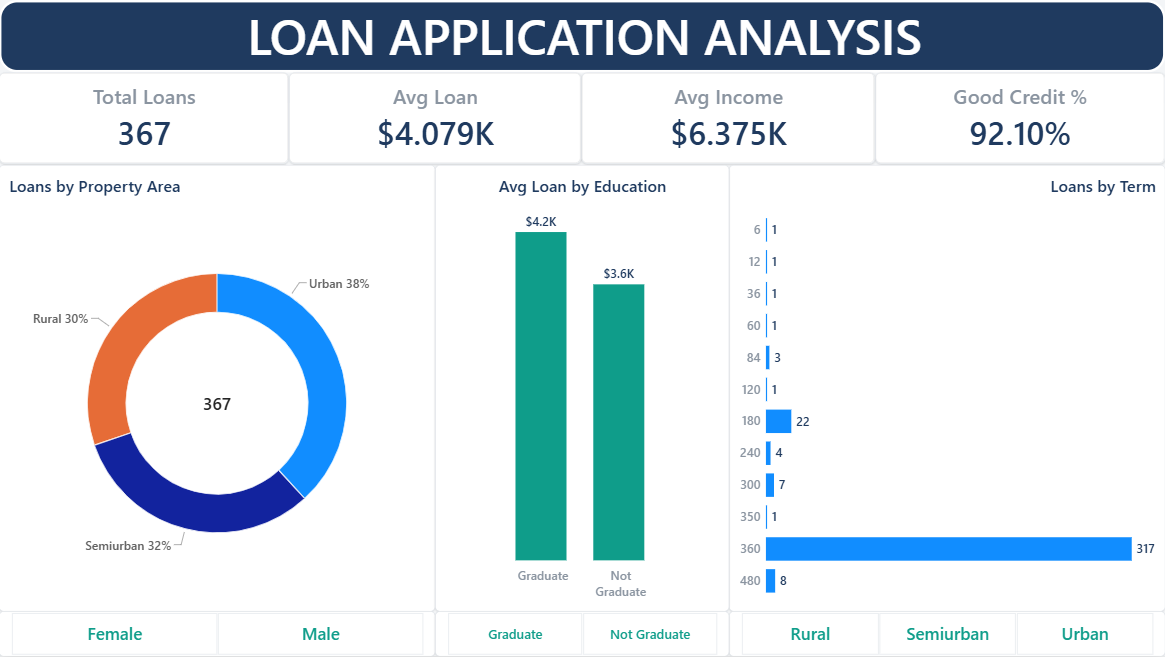 LOAN APPLICATION ANALYSIS
Total Loans
367
Avg Loan
$4.079K
Avg Income
$6.375K
Good Credit %
92.10%
Loans by Property Area
Urban 38%
Rural 30%
367
Semiurban 32%
Avg Loan by Education
$4.2K
$3.6K
Graduate
Not
Graduate
Loans by Term
6 1
12 1
36 1
60 1
84 3
120 1
180 22
240 4
300 7
350 1
360 317
480 8
Female
Male
Graduate
Not Graduate
Rural
Semiurban
Urban